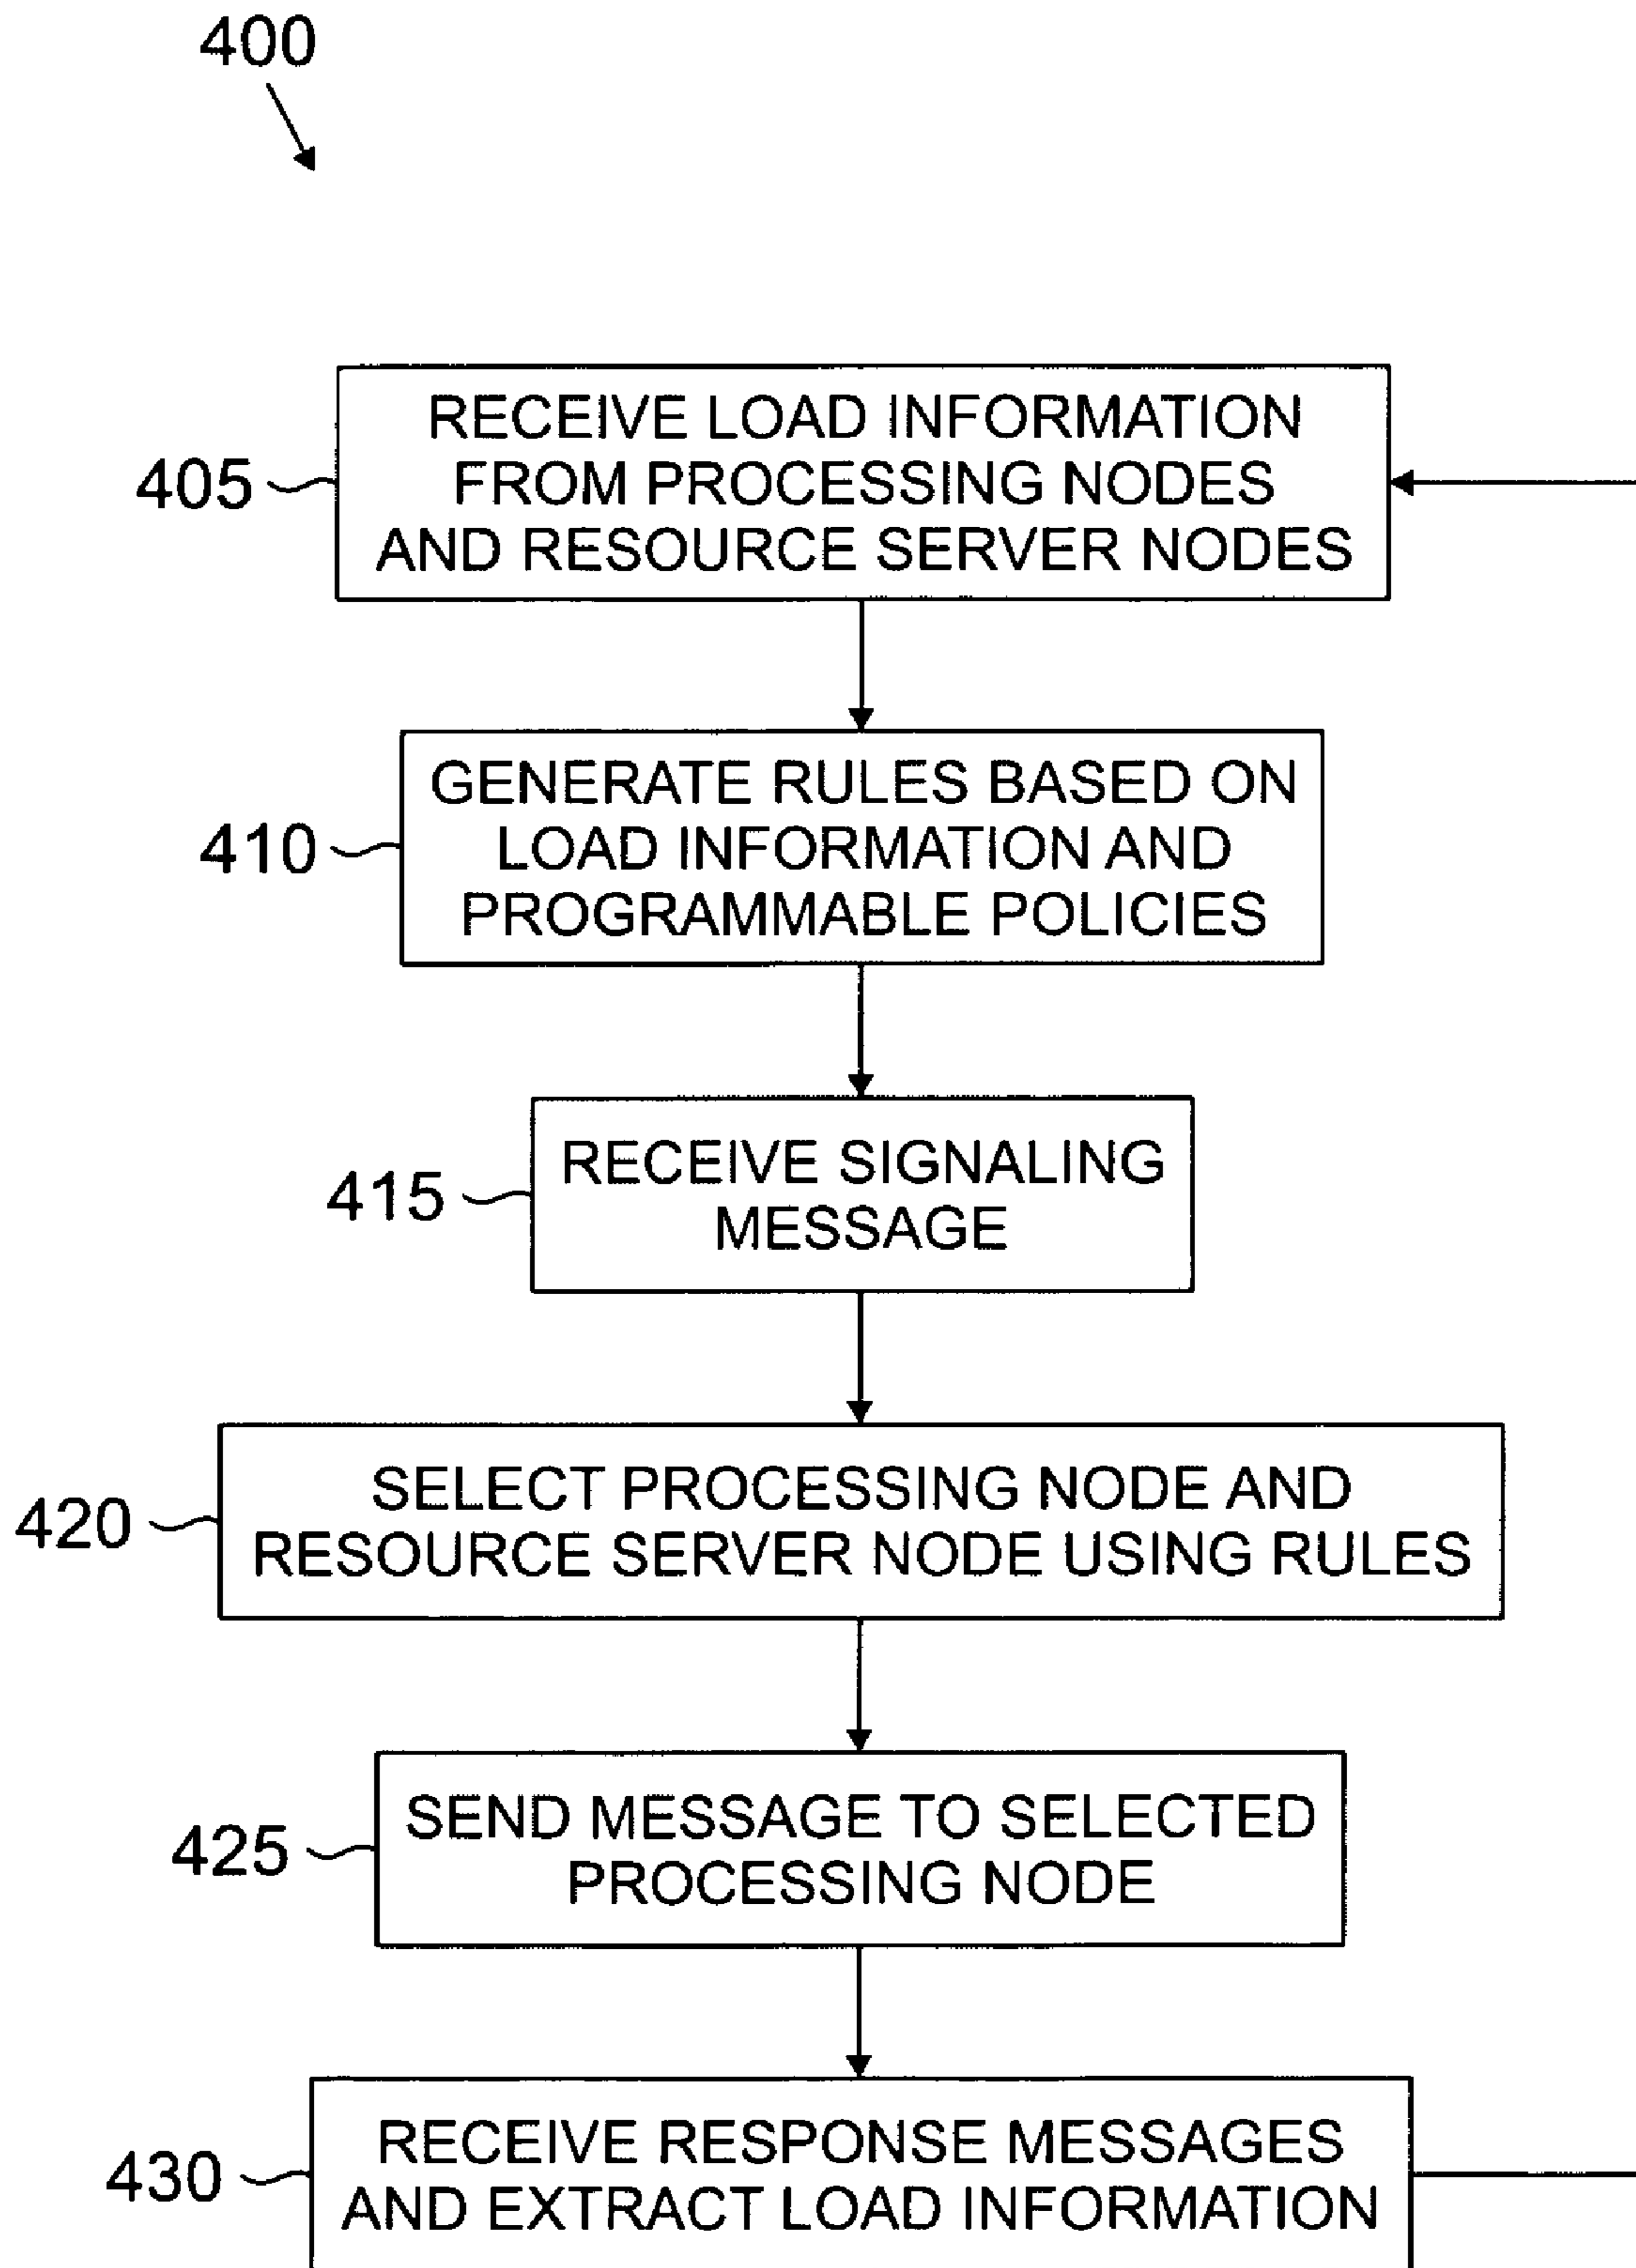 400
405
RECEIVE LOAD INFORMATION
FROM PROCESSING NODES
AND RESOURCE SERVER NODES
410
GENERATE RULES BASED ON
LOAD INFORMATION AND
PROGRAMMABLE POLICIES
415
RECEIVE SIGNALING
MESSAGE
420
SELECT PROCESSING NODE AND
RESOURCE SERVER NODE USING RULES
425
SEND MESSAGE TO SELECTED
PROCESSING NODE
430
RECEIVE RESPONSE MESSAGES
AND EXTRACT LOAD INFORMATION